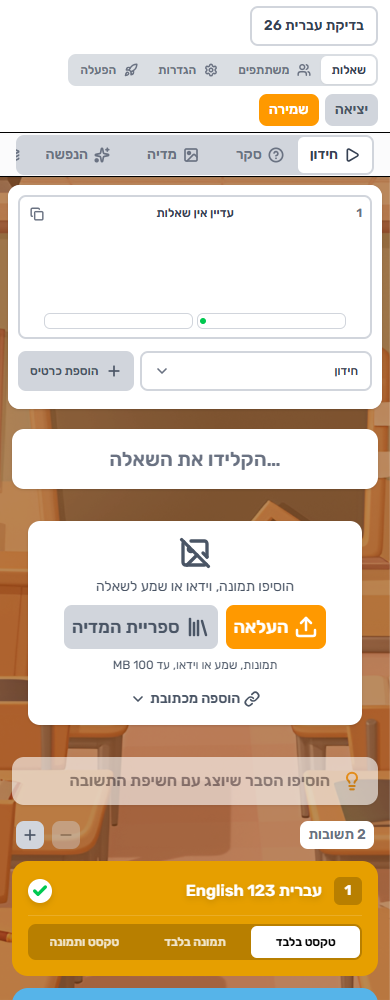 בדיקת עברית 26
שאלות משתתפים הגדרות הפעלה
יציאה שמירה
חידון סקר מדיה הנפשה
1 עדיין אין שאלות
חידון הוספת כרטיס
הקלידו את השאלה...
הוסיפו תמונה, וידאו או שמע לשאלה
העלאה ספריית המדיה
תמונות, שמע או וידאו, עד 100 MB
הוספה מכתובת
הוסיפו הסבר שיוצג עם חשיפת התשובה
2 תשובות
1 עברית 123 English
טקסט בלבד תמונה בלבד טקסט ותמונה